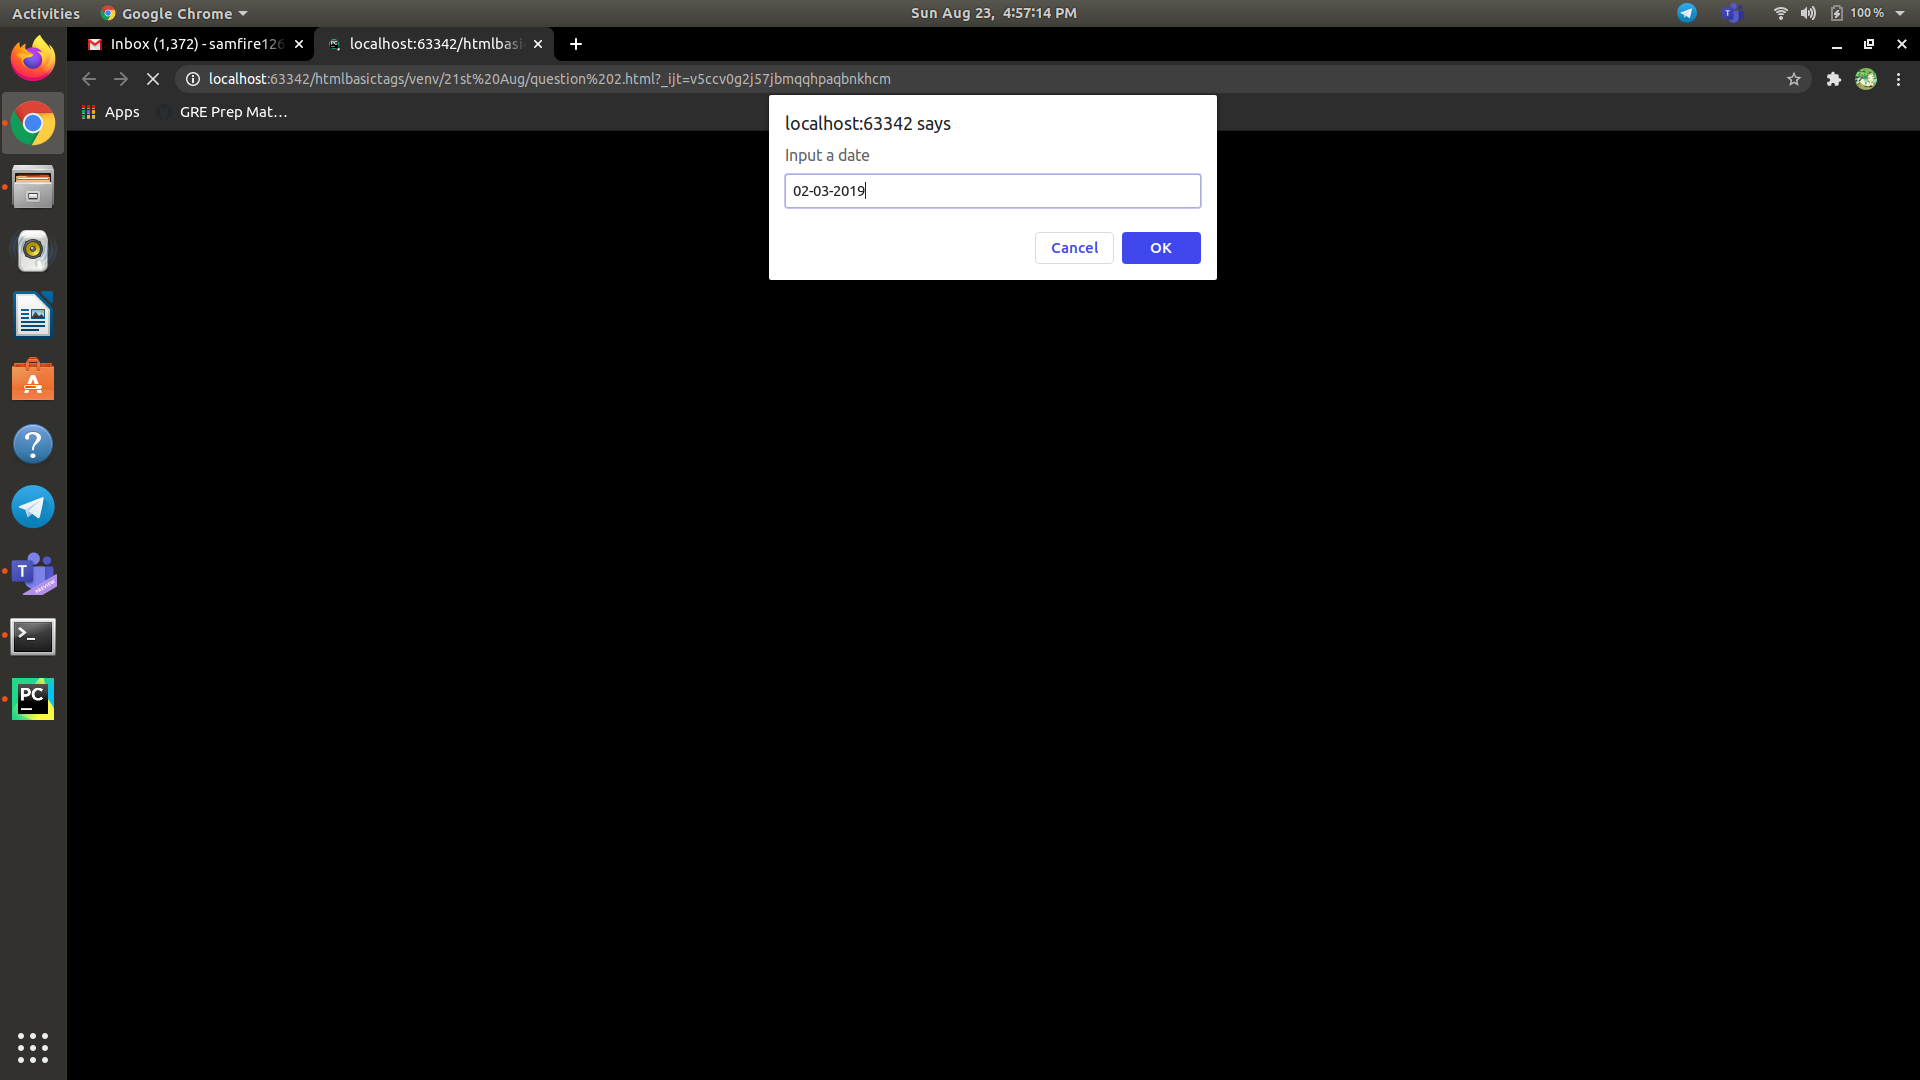 Activities
Google Chrome
Sun Aug 23, 4:57:14 PM
100 %
Inbox (1,372) - samfire126
localhost:63342/htmlbasi
localhost:63342/htmlbasictags/venv/21st%20Aug/question%202.html?_ijt=v5ccv0g2j57jbmqqhpaqbnkhcm
Apps
GRE Prep Mat…
localhost:63342 says
Input a date
02-03-2019
Cancel
OK
T
PREVIEW
>_
PC